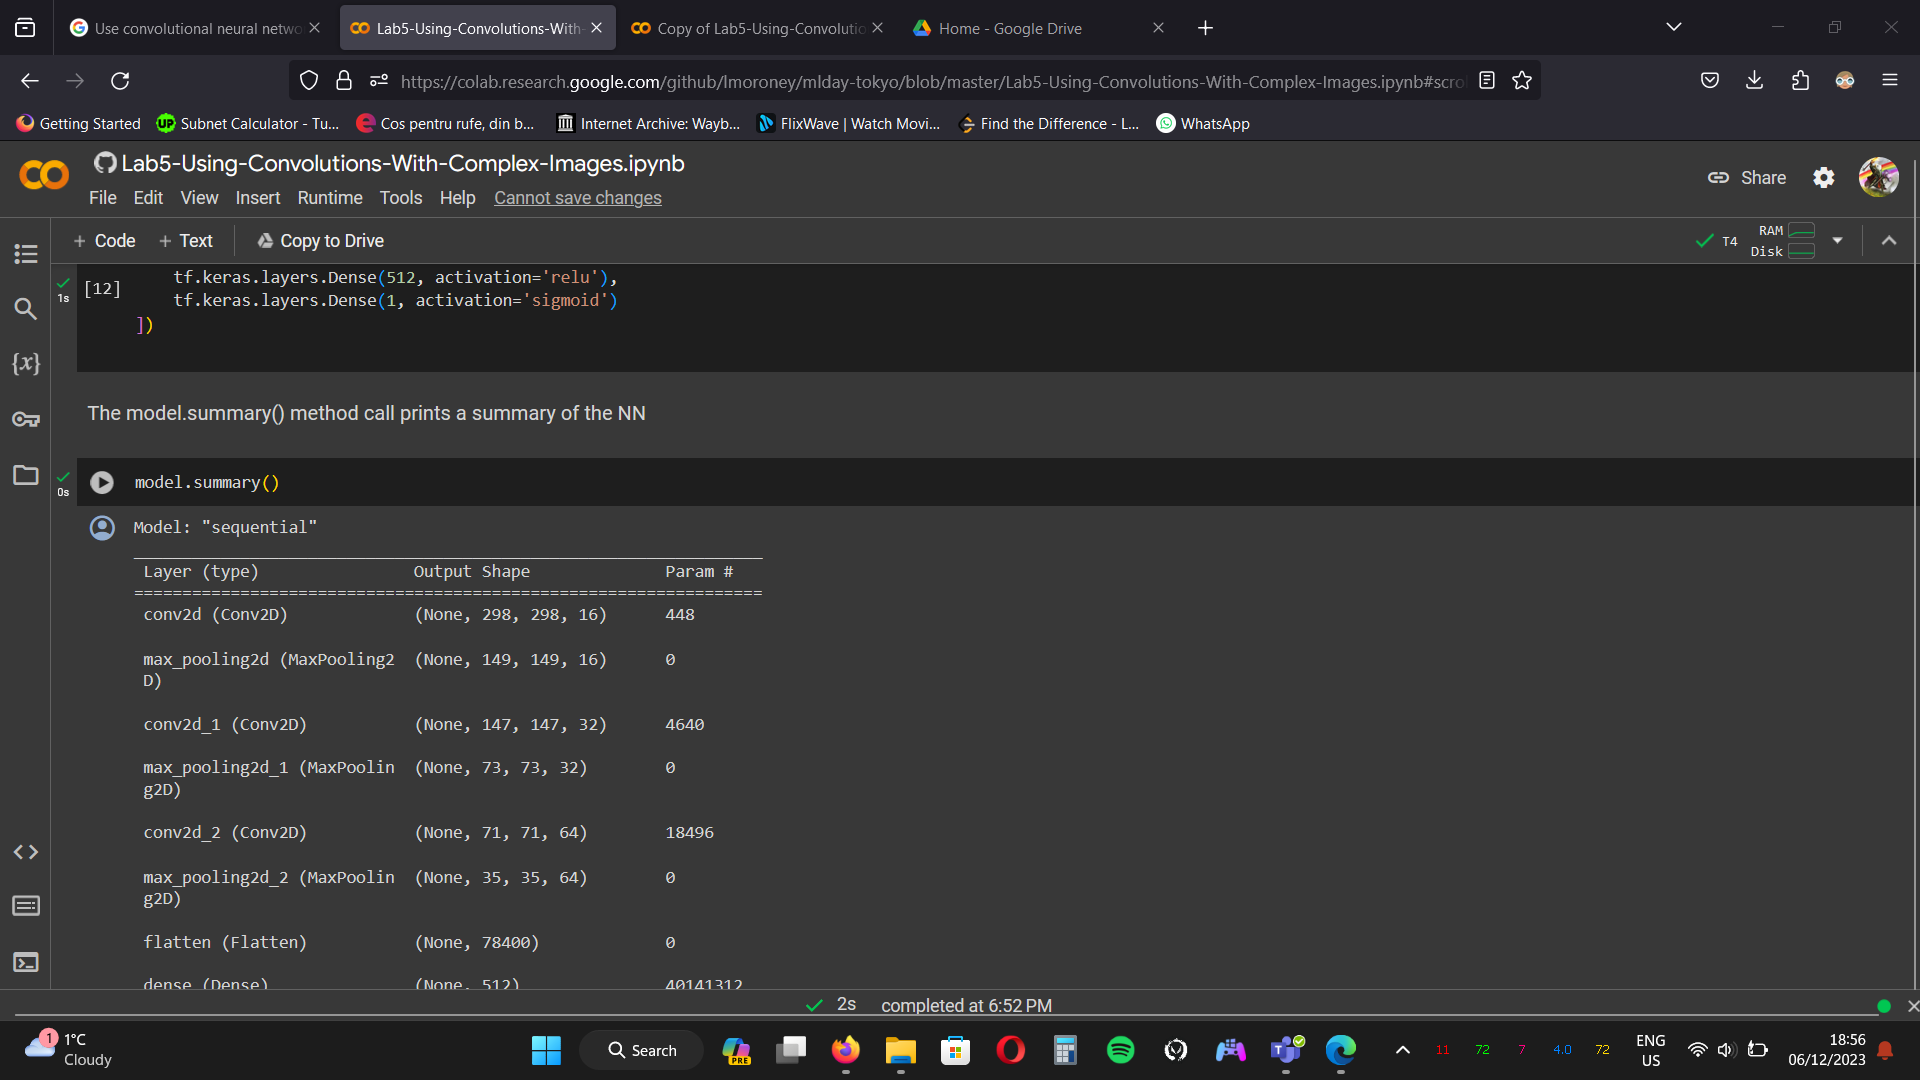 Use convolutional neural netwo
Lab5-Using-Convolutions-With-
Copy of Lab5-Using-Convolutio
Home - Google Drive
https://colab.research.google.com/github/lmoroney/mlday-tokyo/blob/master/Lab5-Using-Convolutions-With-Complex-Images.ipynb#scro
Getting Started
Subnet Calculator - Tu...
Cos pentru rufe, din b...
Internet Archive: Wayb...
FlixWave | Watch Movi...
Find the Difference - L...
WhatsApp
Lab5-Using-Convolutions-With-Complex-Images.ipynb
Share
File Edit View Insert Runtime Tools Help Cannot save changes
+ Code + Text Copy to Drive
T4
RAM
Disk
1s
[12]
tf.keras.layers.Dense(512, activation='relu'),
tf.keras.layers.Dense(1, activation='sigmoid')
])
The model.summary() method call prints a summary of the NN
0s
model.summary()
Model: "sequential"
_________________________________________________________________
Layer (type) Output Shape Param #
=================================================================
conv2d (Conv2D) (None, 298, 298, 16) 448
max_pooling2d (MaxPooling2 (None, 149, 149, 16) 0
D)
conv2d_1 (Conv2D) (None, 147, 147, 32) 4640
max_pooling2d_1 (MaxPoolin (None, 73, 73, 32) 0
g2D)
conv2d_2 (Conv2D) (None, 71, 71, 64) 18496
max_pooling2d_2 (MaxPoolin (None, 35, 35, 64) 0
g2D)
flatten (Flatten) (None, 78400) 0
dense (Dense) (None, 512) 40141312
2s completed at 6:52 PM
1
1°C
Cloudy
Search
PRE
11 72 7 4.0 72
ENG
US
18:56
06/12/2023